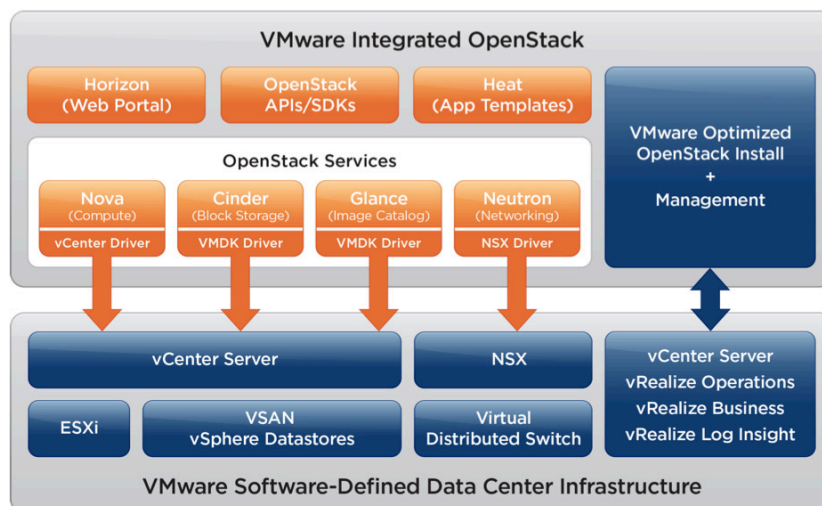 VMware Integrated OpenStack
Horizon
(Web Portal)
OpenStack
APIs/SDKs
Heat
(App Templates)
VMware Optimized
OpenStack Install
+
Management
OpenStack Services
Nova
(Compute)
vCenter Driver
Cinder
(Block Storage)
VMDK Driver
Glance
(Image Catalog)
VMDK Driver
Neutron
(Networking)
NSX Driver
vCenter Server
NSX
ESXi
VSAN
vSphere Datastores
Virtual
Distributed Switch
vCenter Server
vRealize Operations
vRealize Business
vRealize Log Insight
VMware Software-Defined Data Center Infrastructure